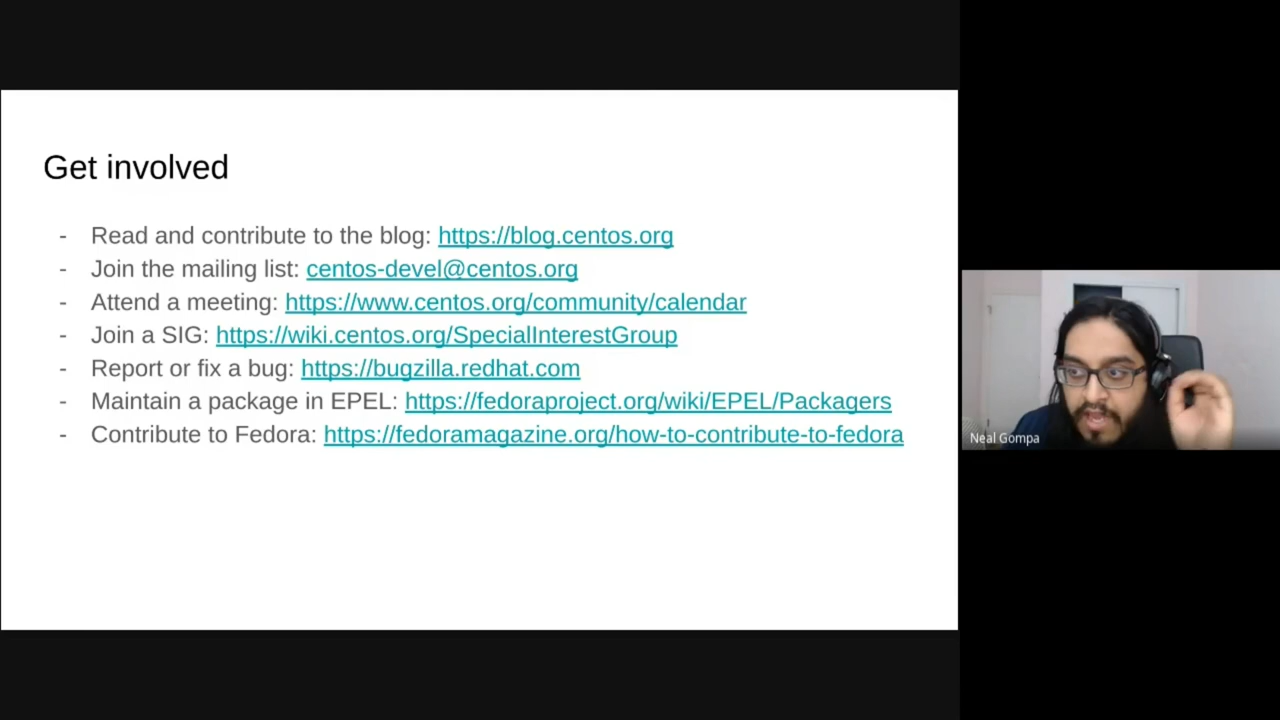 Get involved
- Read and contribute to the blog: https://blog.centos.org
- Join the mailing list: centos-devel@centos.org
- Attend a meeting: https://www.centos.org/community/calendar
- Join a SIG: https://wiki.centos.org/SpecialInterestGroup
- Report or fix a bug: https://bugzilla.redhat.com
- Maintain a package in EPEL: https://fedoraproject.org/wiki/EPEL/Packagers
- Contribute to Fedora: https://fedoramagazine.org/how-to-contribute-to-fedora
Neal Gompa